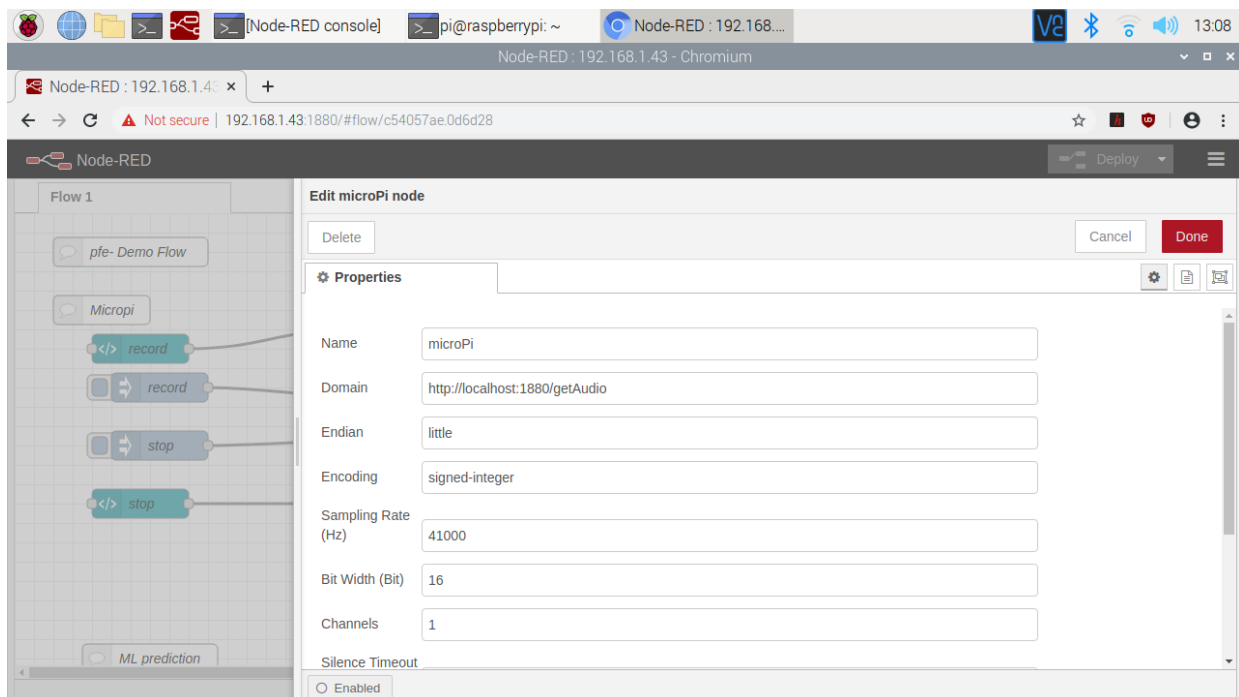 [Node-RED console]
pi@raspberrypi: ~
Node-RED : 192.168....
V2
13:08
Node-RED : 192.168.1.43 - Chromium
Node-RED : 192.168.1.43
Not secure | 192.168.1.43:1880/#flow/c54057ae.0d6d28
Node-RED
Deploy
Flow 1
pfe- Demo Flow
Micropi
record
record
stop
stop
ML prediction
Edit microPi node
Delete
Cancel
Done
Properties
Name
microPi
Domain
http://localhost:1880/getAudio
Endian
little
Encoding
signed-integer
Sampling Rate
(Hz)
41000
Bit Width (Bit)
16
Channels
1
Silence Timeout
Enabled